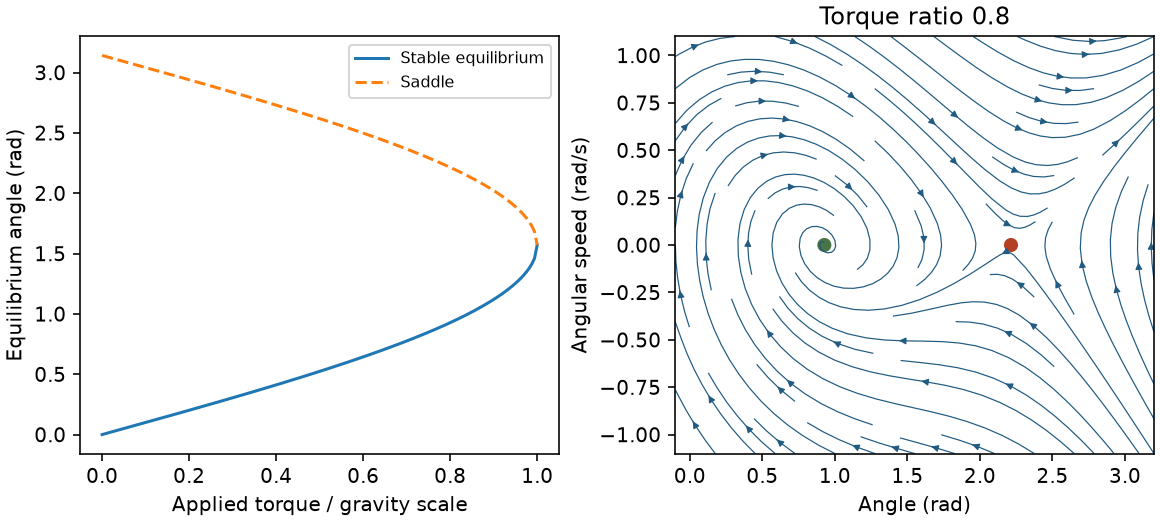 Equilibrium angle (rad)
3.0
2.5
2.0
1.5
1.0
0.5
0.0
Stable equilibrium
Saddle
0.0 0.2 0.4 0.6 0.8 1.0
Applied torque / gravity scale
Torque ratio 0.8
Angular speed (rad/s)
1.00
0.75
0.50
0.25
0.00
−0.25
−0.50
−0.75
−1.00
0.0 0.5 1.0 1.5 2.0 2.5 3.0
Angle (rad)